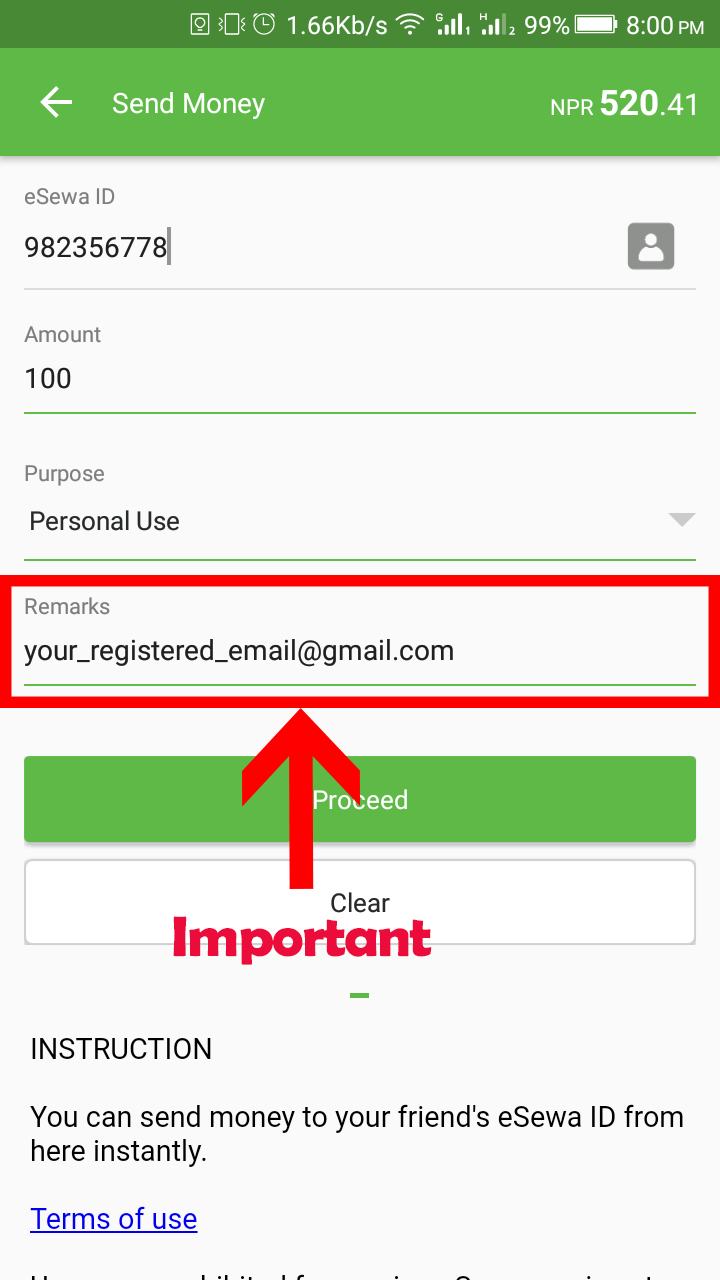 1.66Kb/s G 1 H 2 99% 8:00 PM
Send Money NPR 520.41
eSewa ID
982356778
Amount
100
Purpose
Personal Use
Remarks
your_registered_email@gmail.com
Proceed
Clear
Important
INSTRUCTION
You can send money to your friend's eSewa ID from
here instantly.
Terms of use